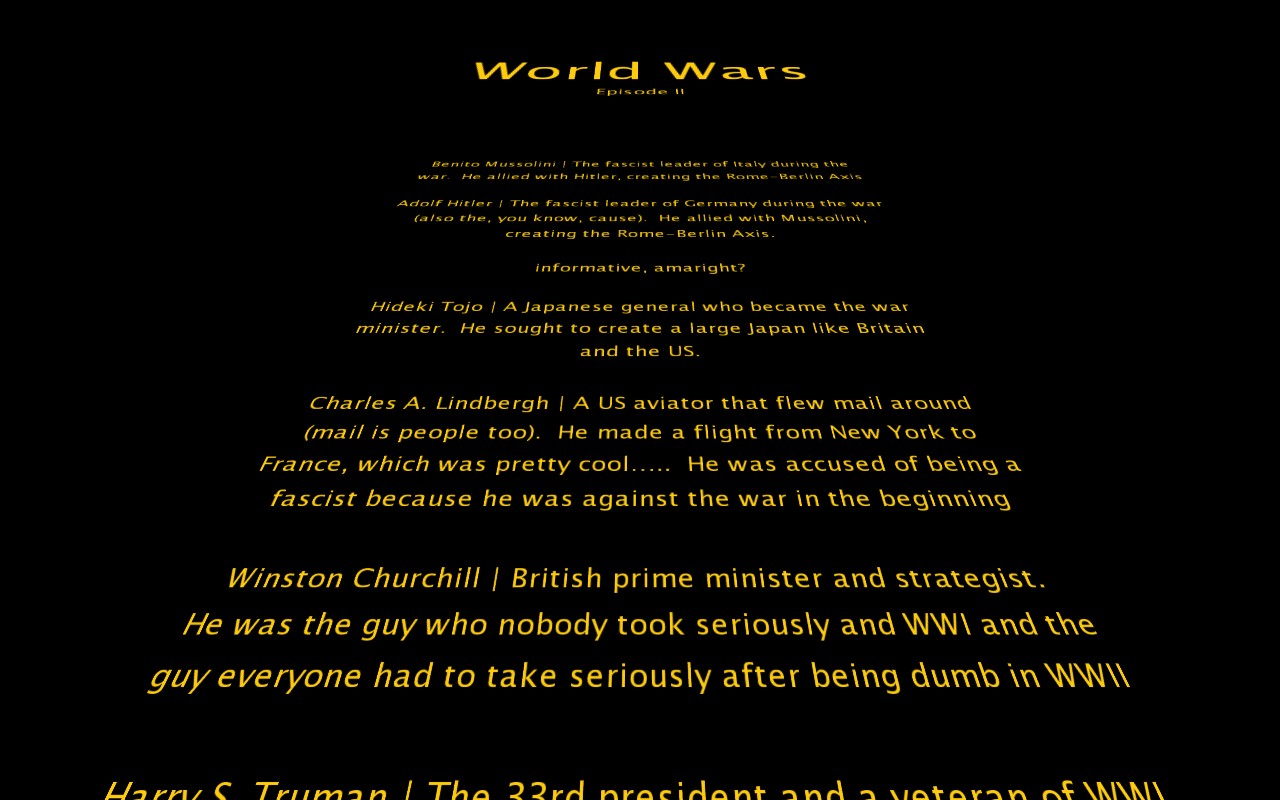 World Wars
Episode II
Benito Mussolini | The fascist leader of Italy during the
war.  He allied with Hitler, creating the Rome-Berlin Axis
Adolf Hitler | The fascist leader of Germany during the war
(also the, you know, cause).  He allied with Mussolini,
creating the Rome-Berlin Axis.
informative, amaright?
Hideki Tojo | A Japanese general who became the war
minister.  He sought to create a large Japan like Britain
and the US.
Charles A. Lindbergh | A US aviator that flew mail around
(mail is people too).  He made a flight from New York to
France, which was pretty cool.....  He was accused of being a
fascist because he was against the war in the beginning
Winston Churchill | British prime minister and strategist.
He was the guy who nobody took seriously and WWI and the
guy everyone had to take seriously after being dumb in WWII
Harry S. Truman | The 33rd president and a veteran of WWI.